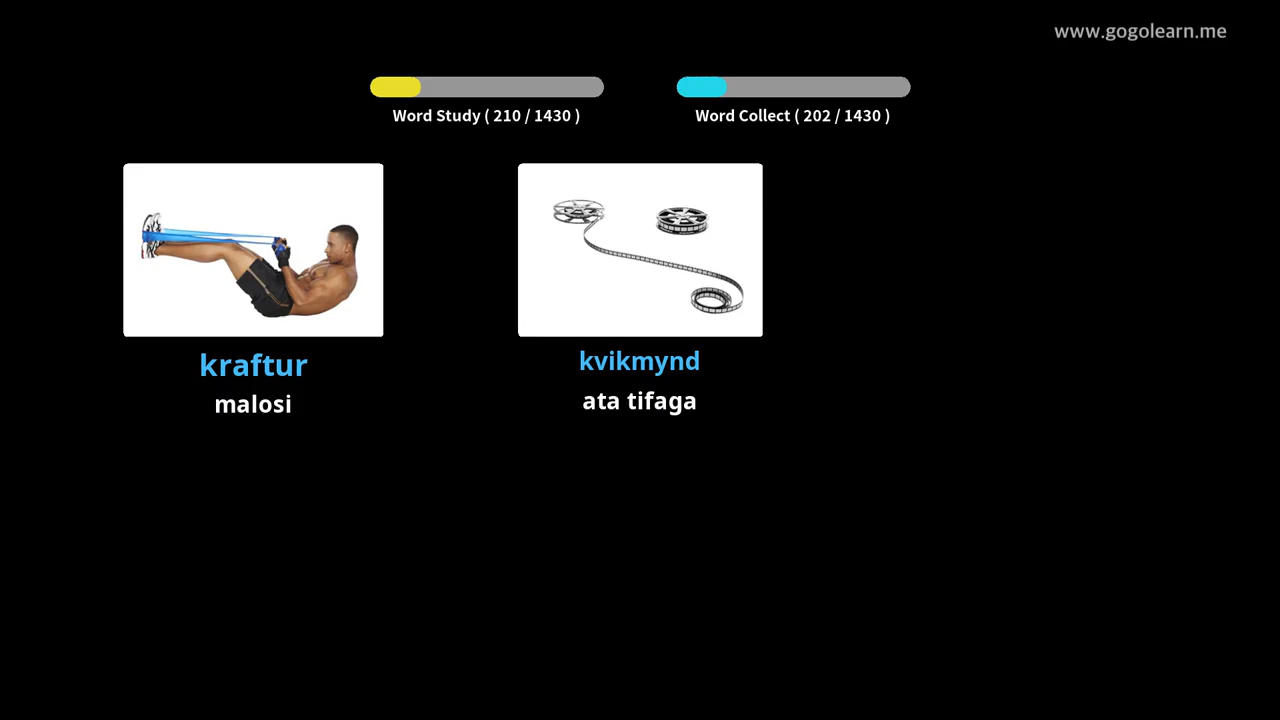 www.gogolearn.me
Word Study ( 210 / 1430 )
Word Collect ( 202 / 1430 )
kraftur
malosi
kvikmynd
ata tifaga